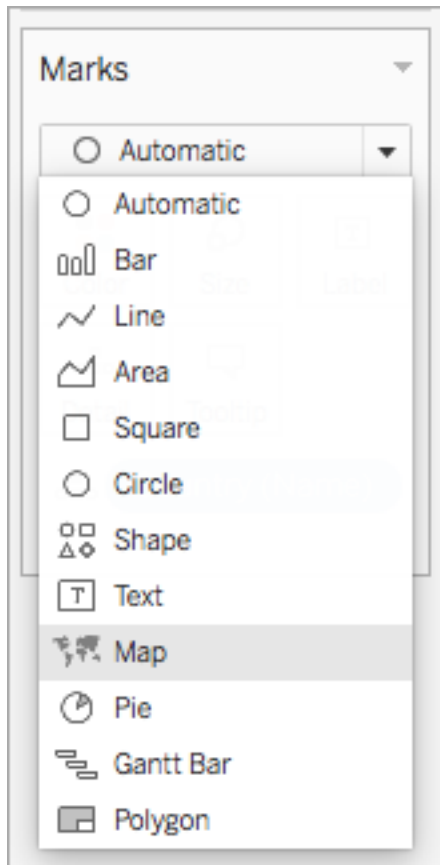 Marks
Automatic
Automatic
Bar
Line
Area
Square
Circle
Shape
T Text
Map
Pie
Gantt Bar
Polygon